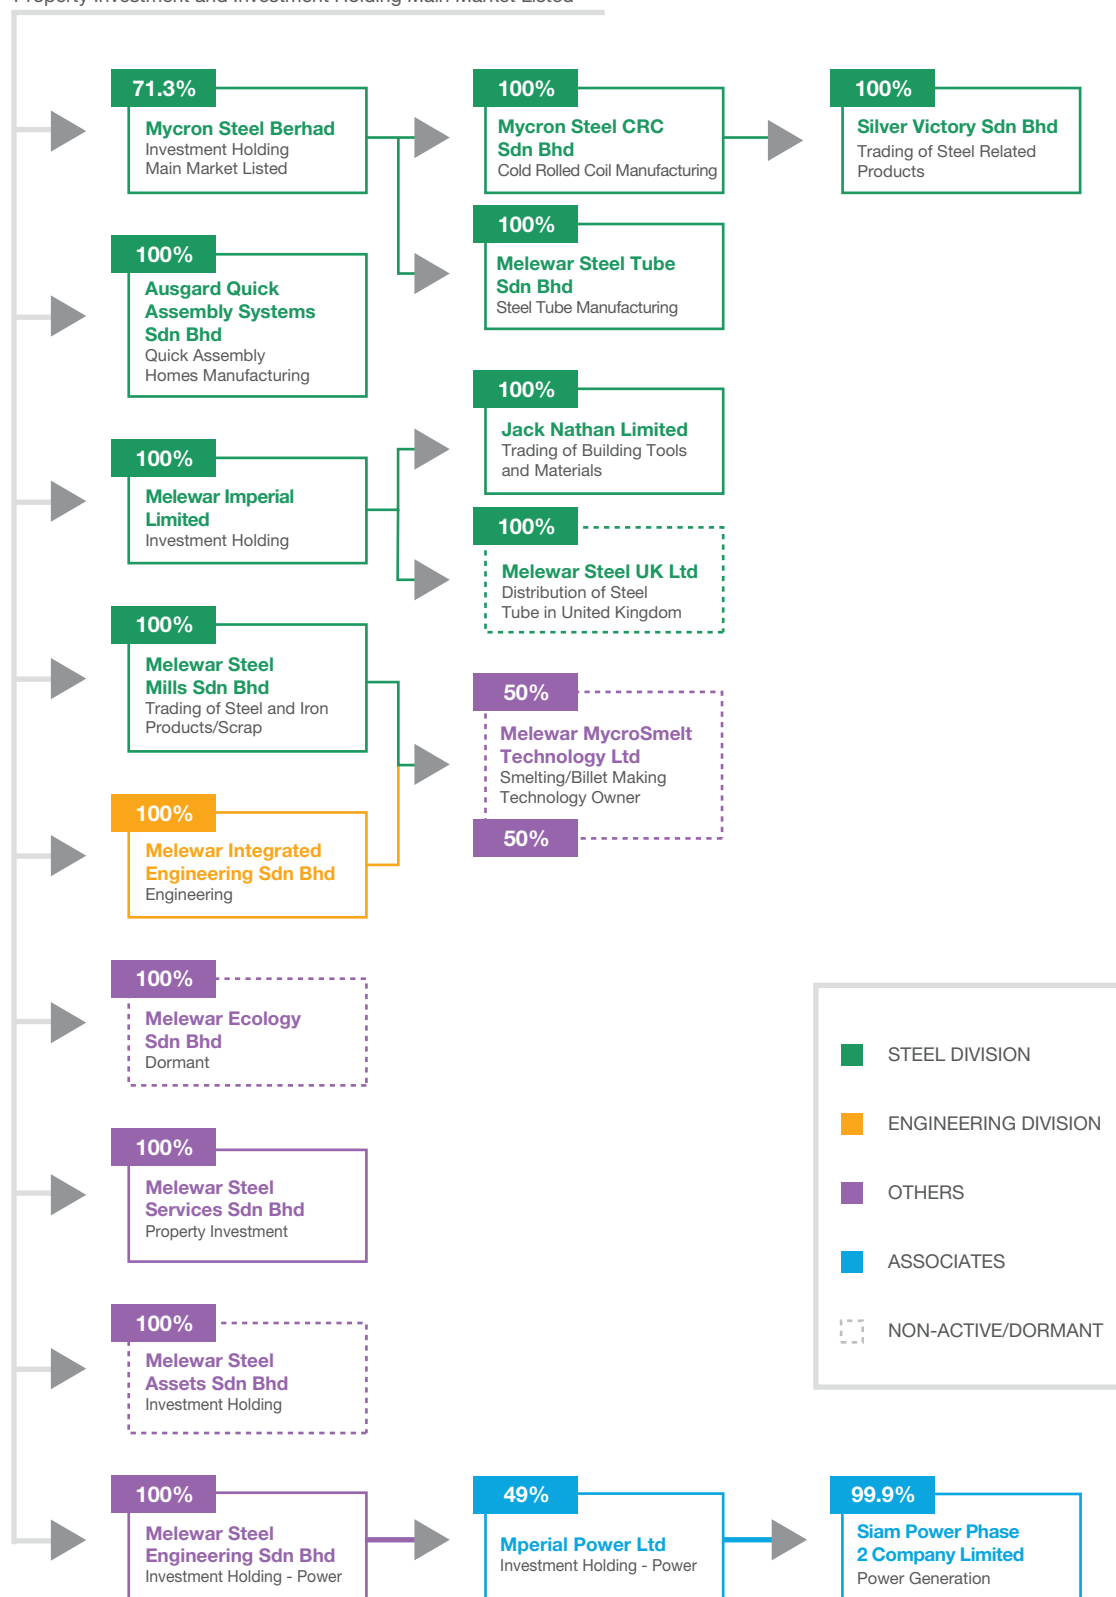 Property Investment and Investment Holding Main Market Listed
71.3%
Mycron Steel Berhad
Investment Holding
Main Market Listed
100%
Mycron Steel CRC
Sdn Bhd
Cold Rolled Coil Manufacturing
100%
Silver Victory Sdn Bhd
Trading of Steel Related
Products
100%
Melewar Steel Tube
Sdn Bhd
Steel Tube Manufacturing
100%
Ausgard Quick
Assembly Systems
Sdn Bhd
Quick Assembly
Homes Manufacturing
100%
Melewar Imperial
Limited
Investment Holding
100%
Jack Nathan Limited
Trading of Building Tools
and Materials
100%
Melewar Steel UK Ltd
Distribution of Steel
Tube in United Kingdom
100%
Melewar Steel
Mills Sdn Bhd
Trading of Steel and Iron
Products/Scrap
50%
Melewar MycroSmelt
Technology Ltd
Smelting/Billet Making
Technology Owner
50%
100%
Melewar Integrated
Engineering Sdn Bhd
Engineering
100%
Melewar Ecology
Sdn Bhd
Dormant
100%
Melewar Steel
Services Sdn Bhd
Property Investment
100%
Melewar Steel
Assets Sdn Bhd
Investment Holding
100%
Melewar Steel
Engineering Sdn Bhd
Investment Holding - Power
49%
Mperial Power Ltd
Investment Holding - Power
99.9%
Siam Power Phase
2 Company Limited
Power Generation
STEEL DIVISION
ENGINEERING DIVISION
OTHERS
ASSOCIATES
NON-ACTIVE/DORMANT